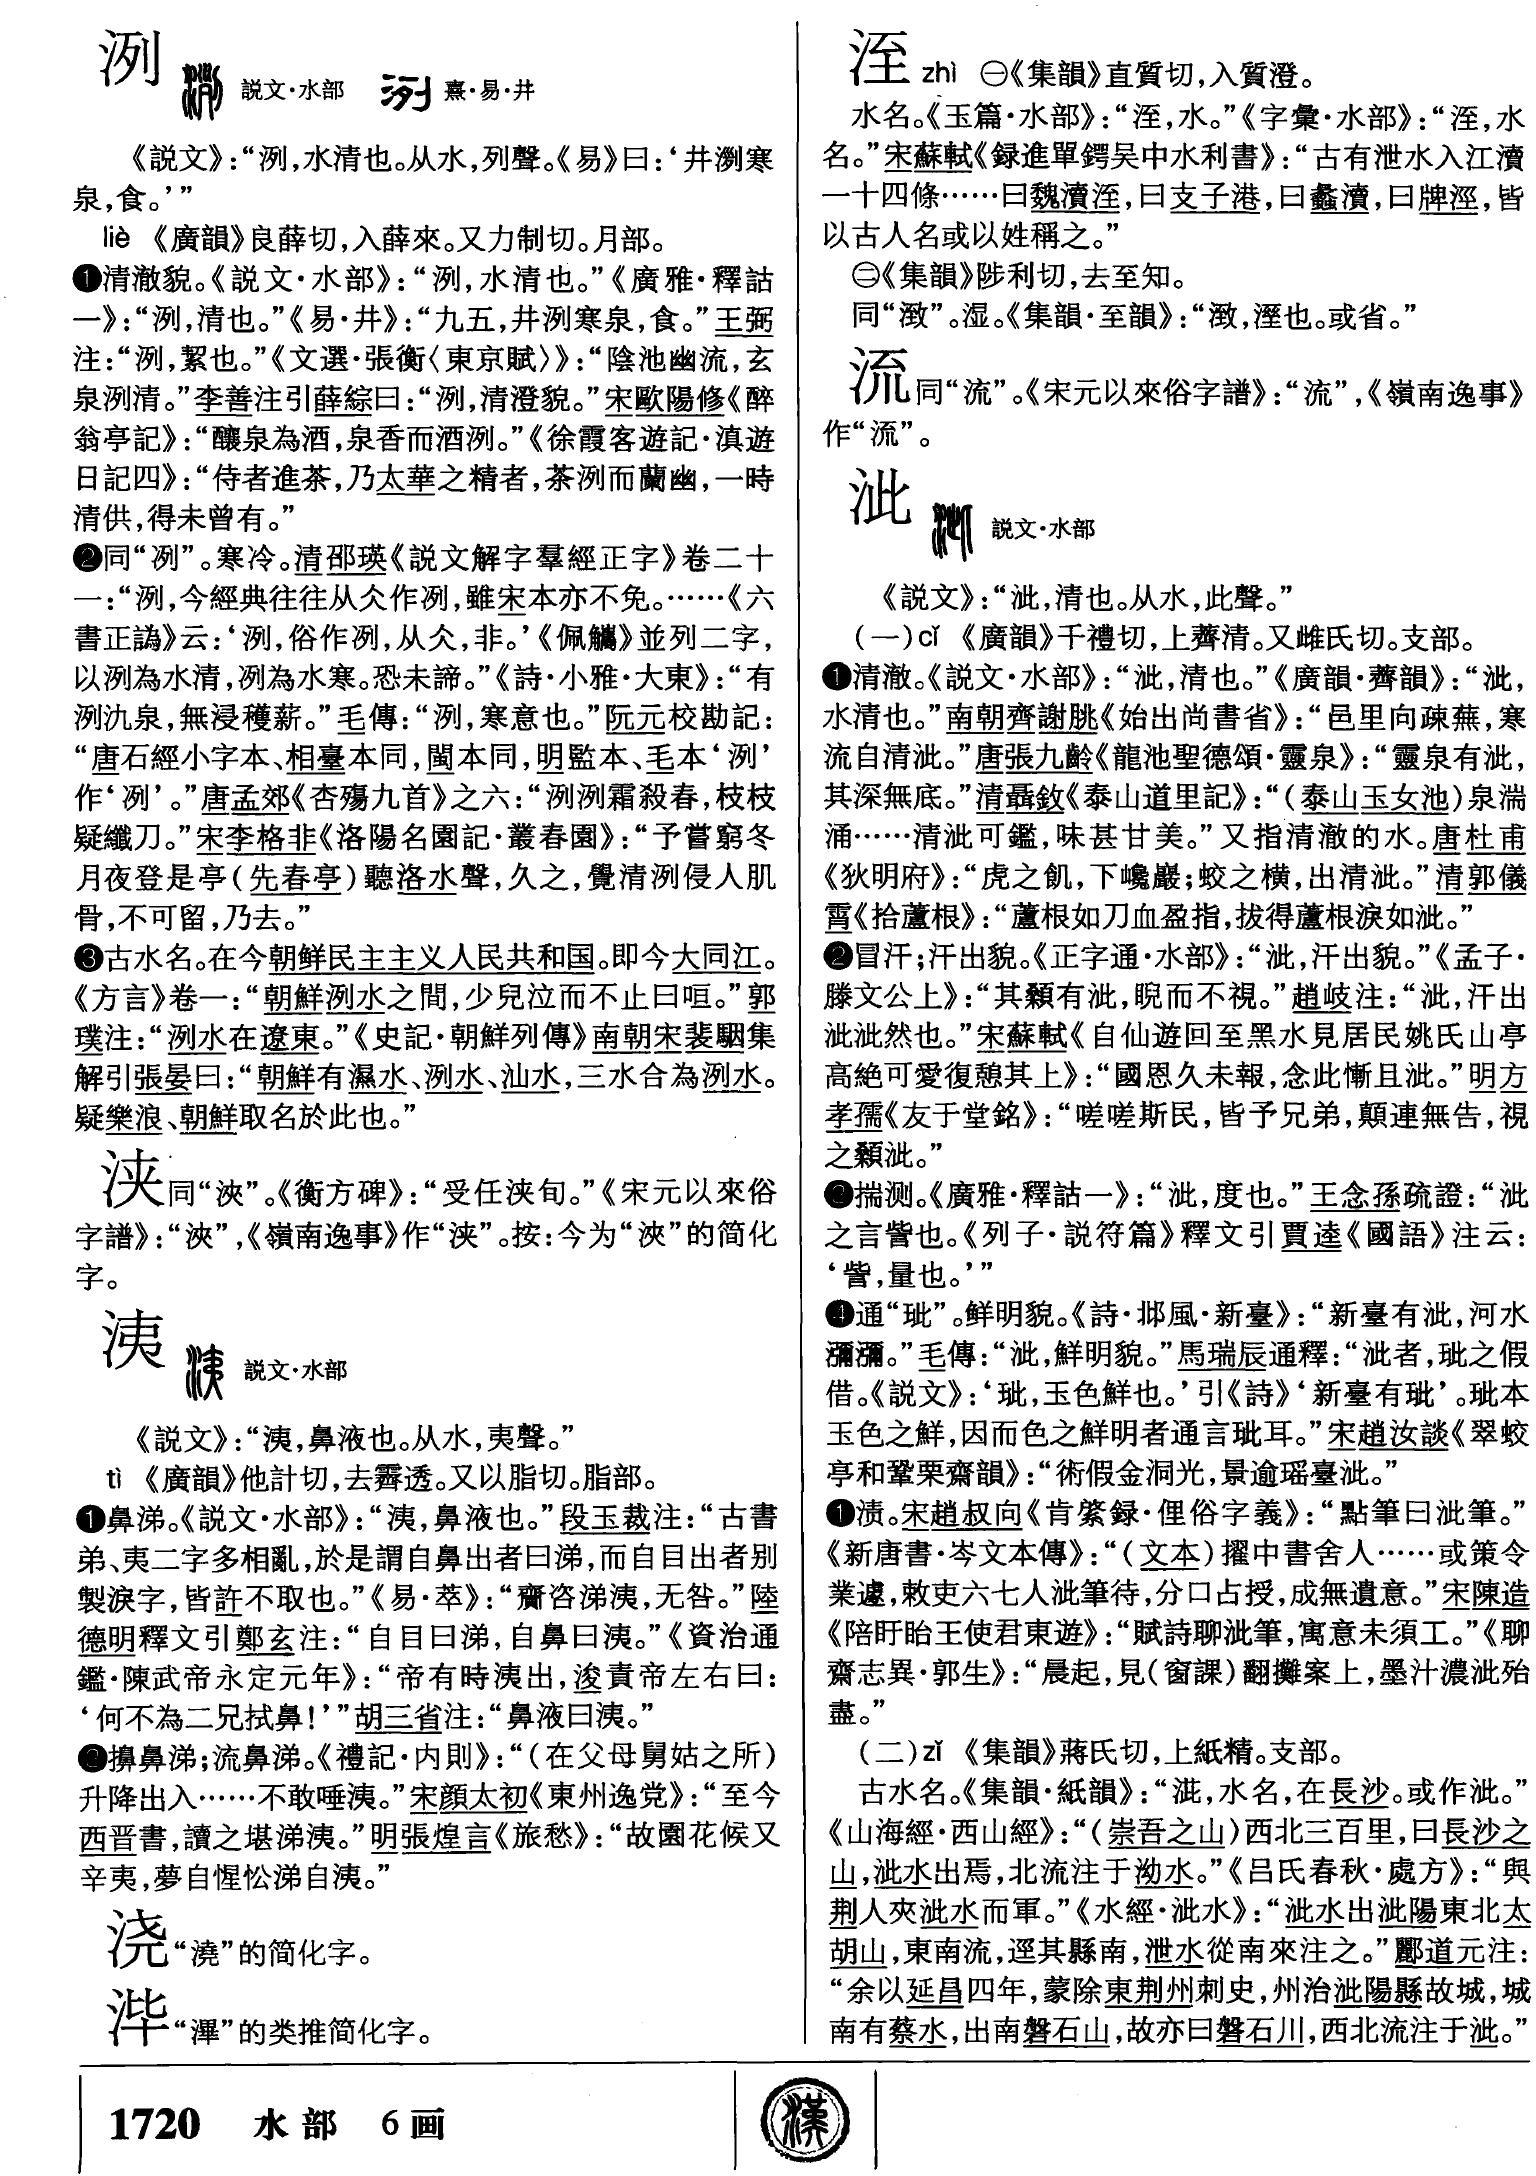 洌 説文·水部 熹·易·井
《説文》：“洌，水清也。从水，列聲。《易》曰：‘井洌寒
泉，食。’”
liè 《廣韻》良薛切，入薛來。又力制切。月部。
❶清澈貌。《説文·水部》：“洌，水清也。”《廣雅·釋詁
一》：“洌，清也。”《易·井》：“九五，井洌寒泉，食。”王弼
注：“洌，絜也。”《文選·張衡〈東京賦〉》：“陰池幽流，玄
泉洌清。”李善注引薛綜曰：“洌，清澄貌。”宋歐陽修《醉
翁亭記》：“釀泉為酒，泉香而酒洌。”《徐霞客遊記·滇遊
日記四》：“侍者進茶，乃太華之精者，茶洌而蘭幽，一時
清供，得未曾有。”
❷同“冽”。寒冷。清邵瑛《説文解字羣經正字》卷二十
一：“洌，今經典往往从仌作冽，雖宋本亦不免。……《六
書正譌》云：‘洌，俗作冽，从仌，非。’《佩觿》並列二字，
以洌為水清，冽為水寒。恐未諦。”《詩·小雅·大東》：“有
洌氿泉，無浸穫薪。”毛傳：“洌，寒意也。”阮元校勘記：
“唐石經小字本、相臺本同，閩本同，明監本、毛本‘洌’
作‘冽’。”唐孟郊《杏殤九首》之六：“洌洌霜殺春，枝枝
疑纖刀。”宋李格非《洛陽名園記·叢春園》：“予嘗窮冬
月夜登是亭（先春亭）聽洛水聲，久之，覺清洌侵人肌
骨，不可留，乃去。”
❸古水名。在今朝鲜民主主义人民共和国。即今大同江。
《方言》卷一：“朝鮮洌水之間，少兒泣而不止曰咺。”郭
璞注：“洌水在遼東。”《史記·朝鮮列傳》南朝宋裴駰集
解引張晏曰：“朝鮮有濕水、洌水、汕水，三水合為洌水。
疑樂浪、朝鮮取名於此也。”
浃同“浹”。《衡方碑》：“受任浃旬。”《宋元以來俗
字譜》：“浹”，《嶺南逸事》作“浃”。按：今为“浹”的简化
字。
洟 説文·水部
《説文》：“洟，鼻液也。从水，夷聲。”
tì 《廣韻》他計切，去霽透。又以脂切。脂部。
❶鼻涕。《説文·水部》：“洟，鼻液也。”段玉裁注：“古書
弟、夷二字多相亂，於是謂自鼻出者曰涕，而自目出者别
製淚字，皆許不取也。”《易·萃》：“齎咨涕洟，无咎。”陸
德明釋文引鄭玄注：“自目曰涕，自鼻曰洟。”《資治通
鑑·陳武帝永定元年》：“帝有時洟出，浚責帝左右曰：
‘何不為二兄拭鼻！’”胡三省注：“鼻液曰洟。”
❷擤鼻涕；流鼻涕。《禮記·内則》：“（在父母舅姑之所）
升降出入……不敢唾洟。”宋顔太初《東州逸党》：“至今
西晋書，讀之堪涕洟。”明張煌言《旅愁》：“故園花候又
辛夷，夢自惺忪涕自洟。”
浇“澆”的简化字。
滗“潷”的类推简化字。
洷 zhì ㊀《集韻》直質切，入質澄。
水名。《玉篇·水部》：“洷，水。”《字彙·水部》：“洷，水
名。”宋蘇軾《録進單鍔吴中水利書》：“古有泄水入江瀆
一十四條……曰魏瀆洷，曰支子港，曰蠡瀆，曰牌涇，皆
以古人名或以姓稱之。”
㊁《集韻》陟利切，去至知。
同“潌”。湿。《集韻·至韻》：“潌，溼也。或省。”
流同“流”。《宋元以來俗字譜》：“流”，《嶺南逸事》
作“流”。
泚 説文·水部
《説文》：“泚，清也。从水，此聲。”
（一）cǐ 《廣韻》千禮切，上薺清。又雌氏切。支部。
❶清澈。《説文·水部》：“泚，清也。”《廣韻·薺韻》：“泚，
水清也。”南朝齊謝朓《始出尚書省》：“邑里向疎蕪，寒
流自清泚。”唐張九齡《龍池聖德頌·靈泉》：“靈泉有泚，
其深無底。”清聶鈫《泰山道里記》：“（泰山玉女池）泉湍
涌……清泚可鑑，味甚甘美。”又指清澈的水。唐杜甫
《狄明府》：“虎之飢，下巉巖；蛟之横，出清泚。”清郭儀
霄《拾蘆根》：“蘆根如刀血盈指，拔得蘆根淚如泚。”
❷冒汗；汗出貌。《正字通·水部》：“泚，汗出貌。”《孟子·
滕文公上》：“其顙有泚，睨而不視。”趙岐注：“泚，汗出
泚泚然也。”宋蘇軾《自仙遊回至黑水見居民姚氏山亭
高絶可愛復憩其上》：“國恩久未報，念此慚且泚。”明方
孝孺《友于堂銘》：“嗟嗟斯民，皆予兄弟，顛連無告，視
之顙泚。”
❷揣测。《廣雅·釋詁一》：“泚，度也。”王念孫疏證：“泚
之言訾也。《列子·説符篇》釋文引賈逵《國語》注云：
‘訾，量也。’”
❹通“玼”。鲜明貌。《詩·邶風·新臺》：“新臺有泚，河水
瀰瀰。”毛傳：“泚，鮮明貌。”馬瑞辰通釋：“泚者，玼之假
借。《説文》：‘玼，玉色鮮也。’引《詩》‘新臺有玼’。玼本
玉色之鮮，因而色之鮮明者通言玼耳。”宋趙汝談《翠蛟
亭和鞏栗齋韻》：“術假金洞光，景逾瑶臺泚。”
❶渍。宋趙叔向《肯綮録·俚俗字義》：“點筆曰泚筆。”
《新唐書·岑文本傳》：“（文本）擢中書舍人……或策令
業遽，敕吏六七人泚筆待，分口占授，成無遺意。”宋陳造
《陪盱眙王使君東遊》：“賦詩聊泚筆，寓意未須工。”《聊
齋志異·郭生》：“晨起，見（窗課）翻攤案上，墨汁濃泚殆
盡。”
（二）zǐ 《集韻》蔣氏切，上紙精。支部。
古水名。《集韻·紙韻》：“湴，水名，在長沙。或作泚。”
《山海經·西山經》：“（崇吾之山）西北三百里，曰長沙之
山，泚水出焉，北流注于泑水。”《吕氏春秋·處方》：“與
荆人夾泚水而軍。”《水經·泚水》：“泚水出泚陽東北太
胡山，東南流，逕其縣南，泄水從南來注之。”酈道元注：
“余以延昌四年，蒙除東荆州刺史，州治泚陽縣故城，城
南有蔡水，出南磐石山，故亦曰磐石川，西北流注于泚。”
1720 水部 6画
漢